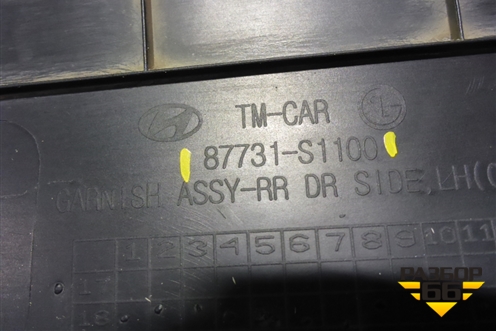 TM-CAR
87731-S1100
GARNISH ASSY-RR DR SIDE,LH(
1 2 3 4 5 6 7 8 9 10 11
18
РАЗБОР
66